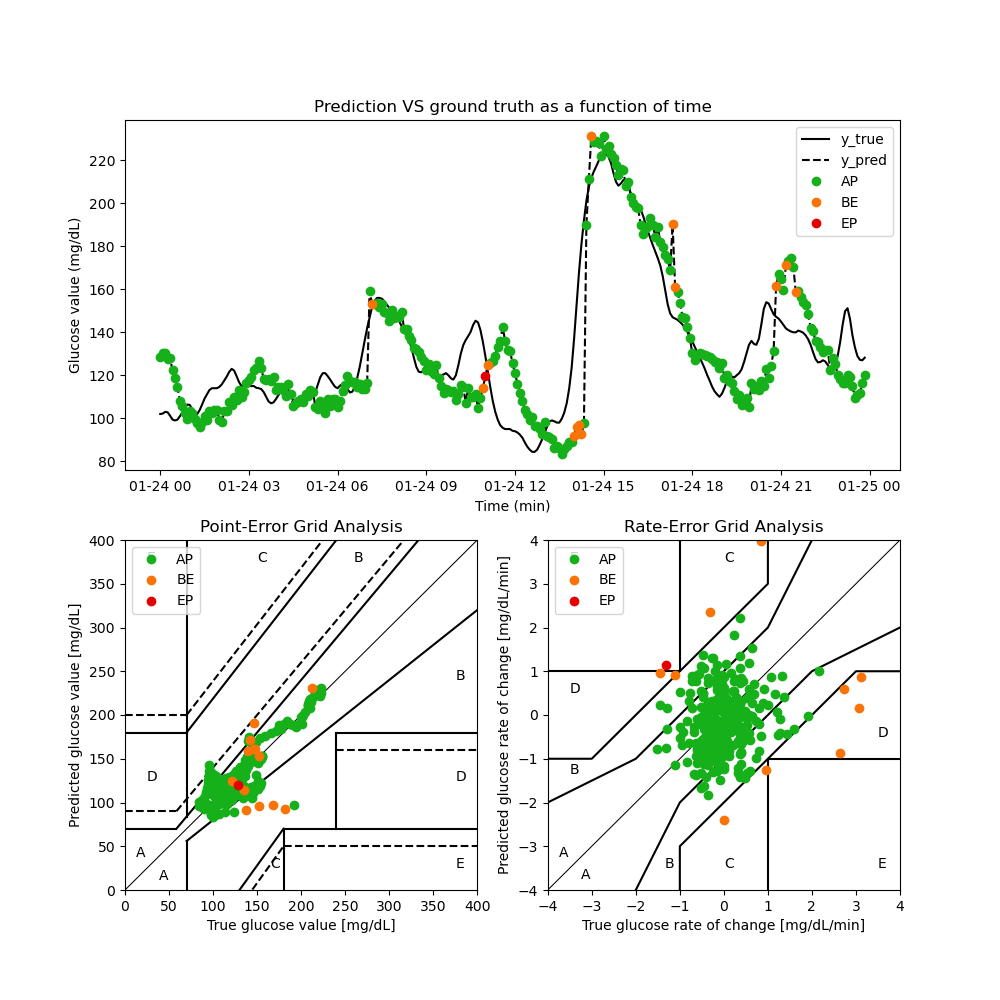 Prediction VS ground truth as a function of time
Glucose value (mg/dL)
220
200
180
160
140
120
100
80
y_true
y_pred
AP
BE
EP
01-24 00 01-24 03 01-24 06 01-24 09 01-24 12 01-24 15 01-24 18 01-24 21 01-25 00
Time (min)
Point-Error Grid Analysis
Predicted glucose value [mg/dL]
400
350
300
250
200
150
100
50
0
AP
BE
EP
C B
B
D D
A
A
C E
0 50 100 150 200 250 300 350 400
True glucose value [mg/dL]
Rate-Error Grid Analysis
Predicted glucose rate of change [mg/dL/min]
4
3
2
1
0
−1
−2
−3
−4
AP
BE
EP
C
D
D
B
A
A
B C E
−4 −3 −2 −1 0 1 2 3 4
True glucose rate of change [mg/dL/min]